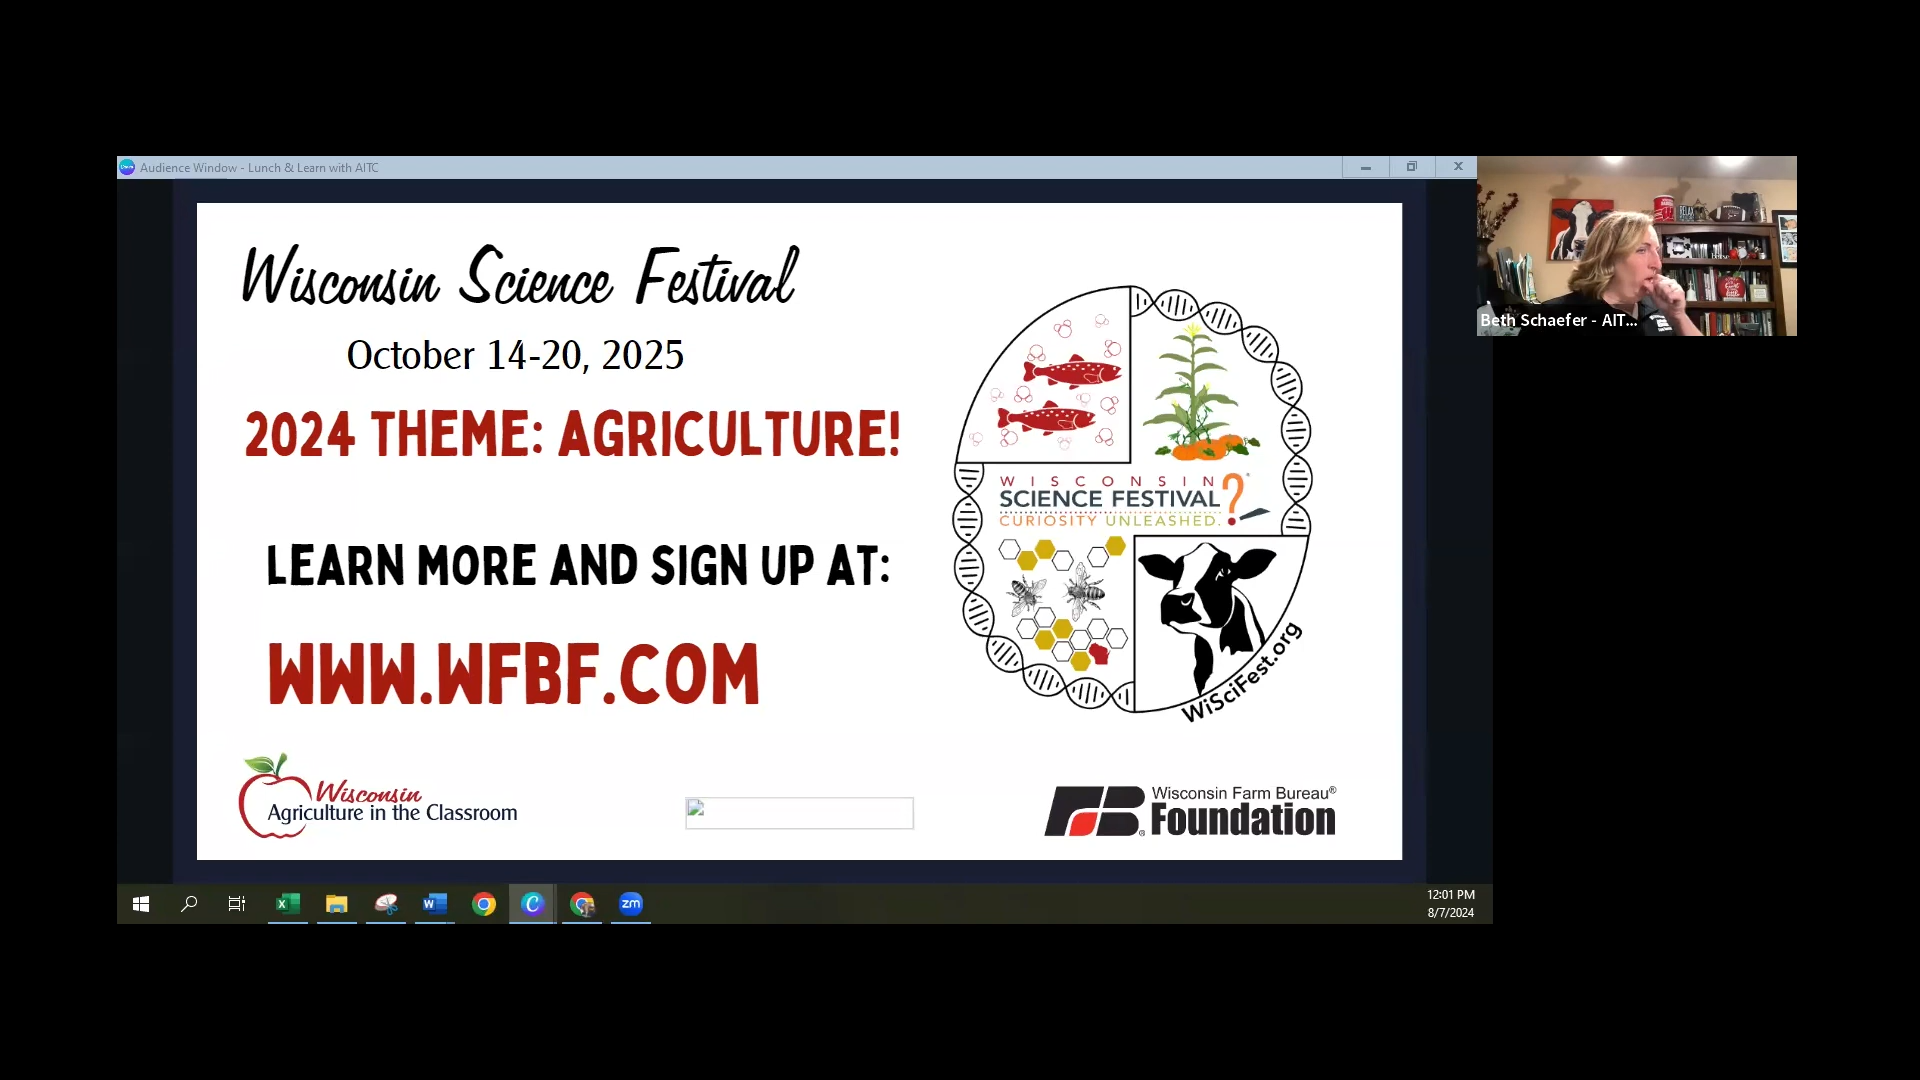 Audience Window - Lunch & Learn with AITC
Wisconsin Science Festival
October 14-20, 2025
2024 THEME: AGRICULTURE!
LEARN MORE AND SIGN UP AT:
WWW.WFBF.COM
WISCONSIN
SCIENCE FESTIVAL
CURIOSITY UNLEASHED.
WiSciFest.org
Wisconsin
Agriculture in the Classroom
Wisconsin Farm Bureau®
Foundation
Beth Schaefer - AIT...
zm
12:01 PM
8/7/2024